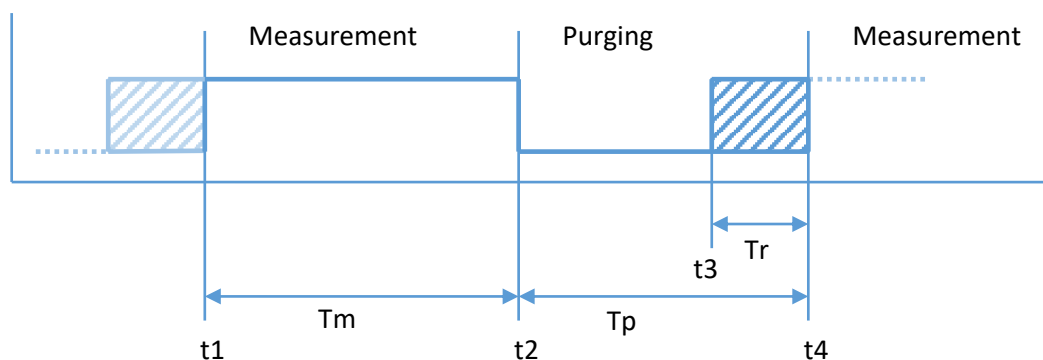 Measurement
Purging
Measurement
Tr
t3
Tm
Tp
t1
t2
t4